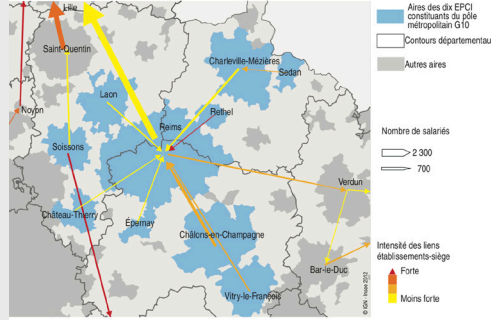 Lille
Saint-Quentin
Charleville-Mézières
Sedan
Laon
Noyon
Rethel
Reims
Soissons
Verdun
Château-Thierry
Épernay
Châlons-en-Champagne
Bar-le-Duc
Vitry-le-François
© IGN - Insee 2012
Aires des dix EPCI
constituants du pôle
métropolitain G10
Contours départementau
Autres aires
Nombre de salariés
2 300
700
Intensité des liens
établissements-siège
Forte
Moins forte